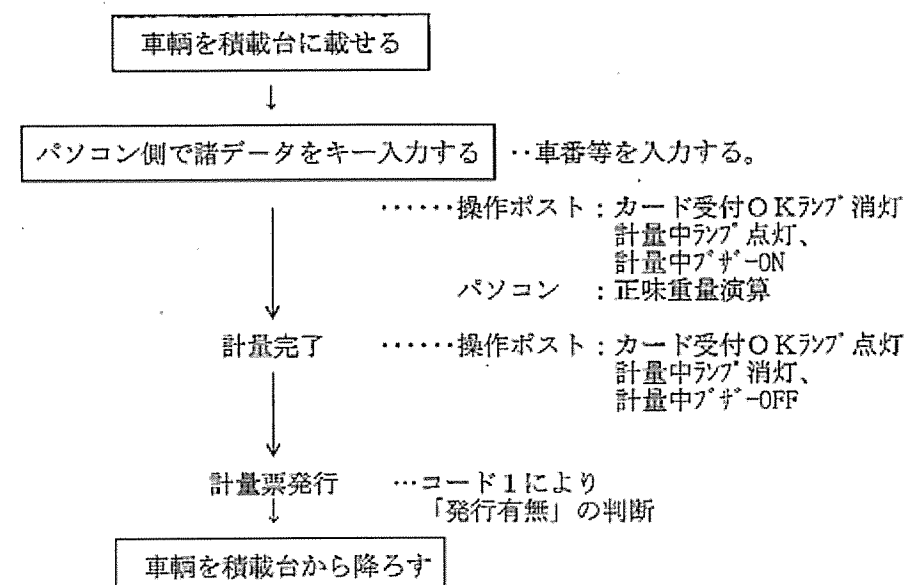 車輌を積載台に載せる
↓
パソコン側で諸データをキー入力する ‥車番等を入力する。
……操作ポスト：カード受付ＯＫﾗﾝﾌﾟ消灯
計量中ﾗﾝﾌﾟ点灯、
計量中ﾌﾞｻﾞｰON
パソコン ：正味重量演算
計量完了 ……操作ポスト：カード受付ＯＫﾗﾝﾌﾟ点灯
計量中ﾗﾝﾌﾟ消灯、
計量中ﾌﾞｻﾞｰOFF
計量票発行 …コード１により
↓ 「発行有無」の判断
車輌を積載台から降ろす